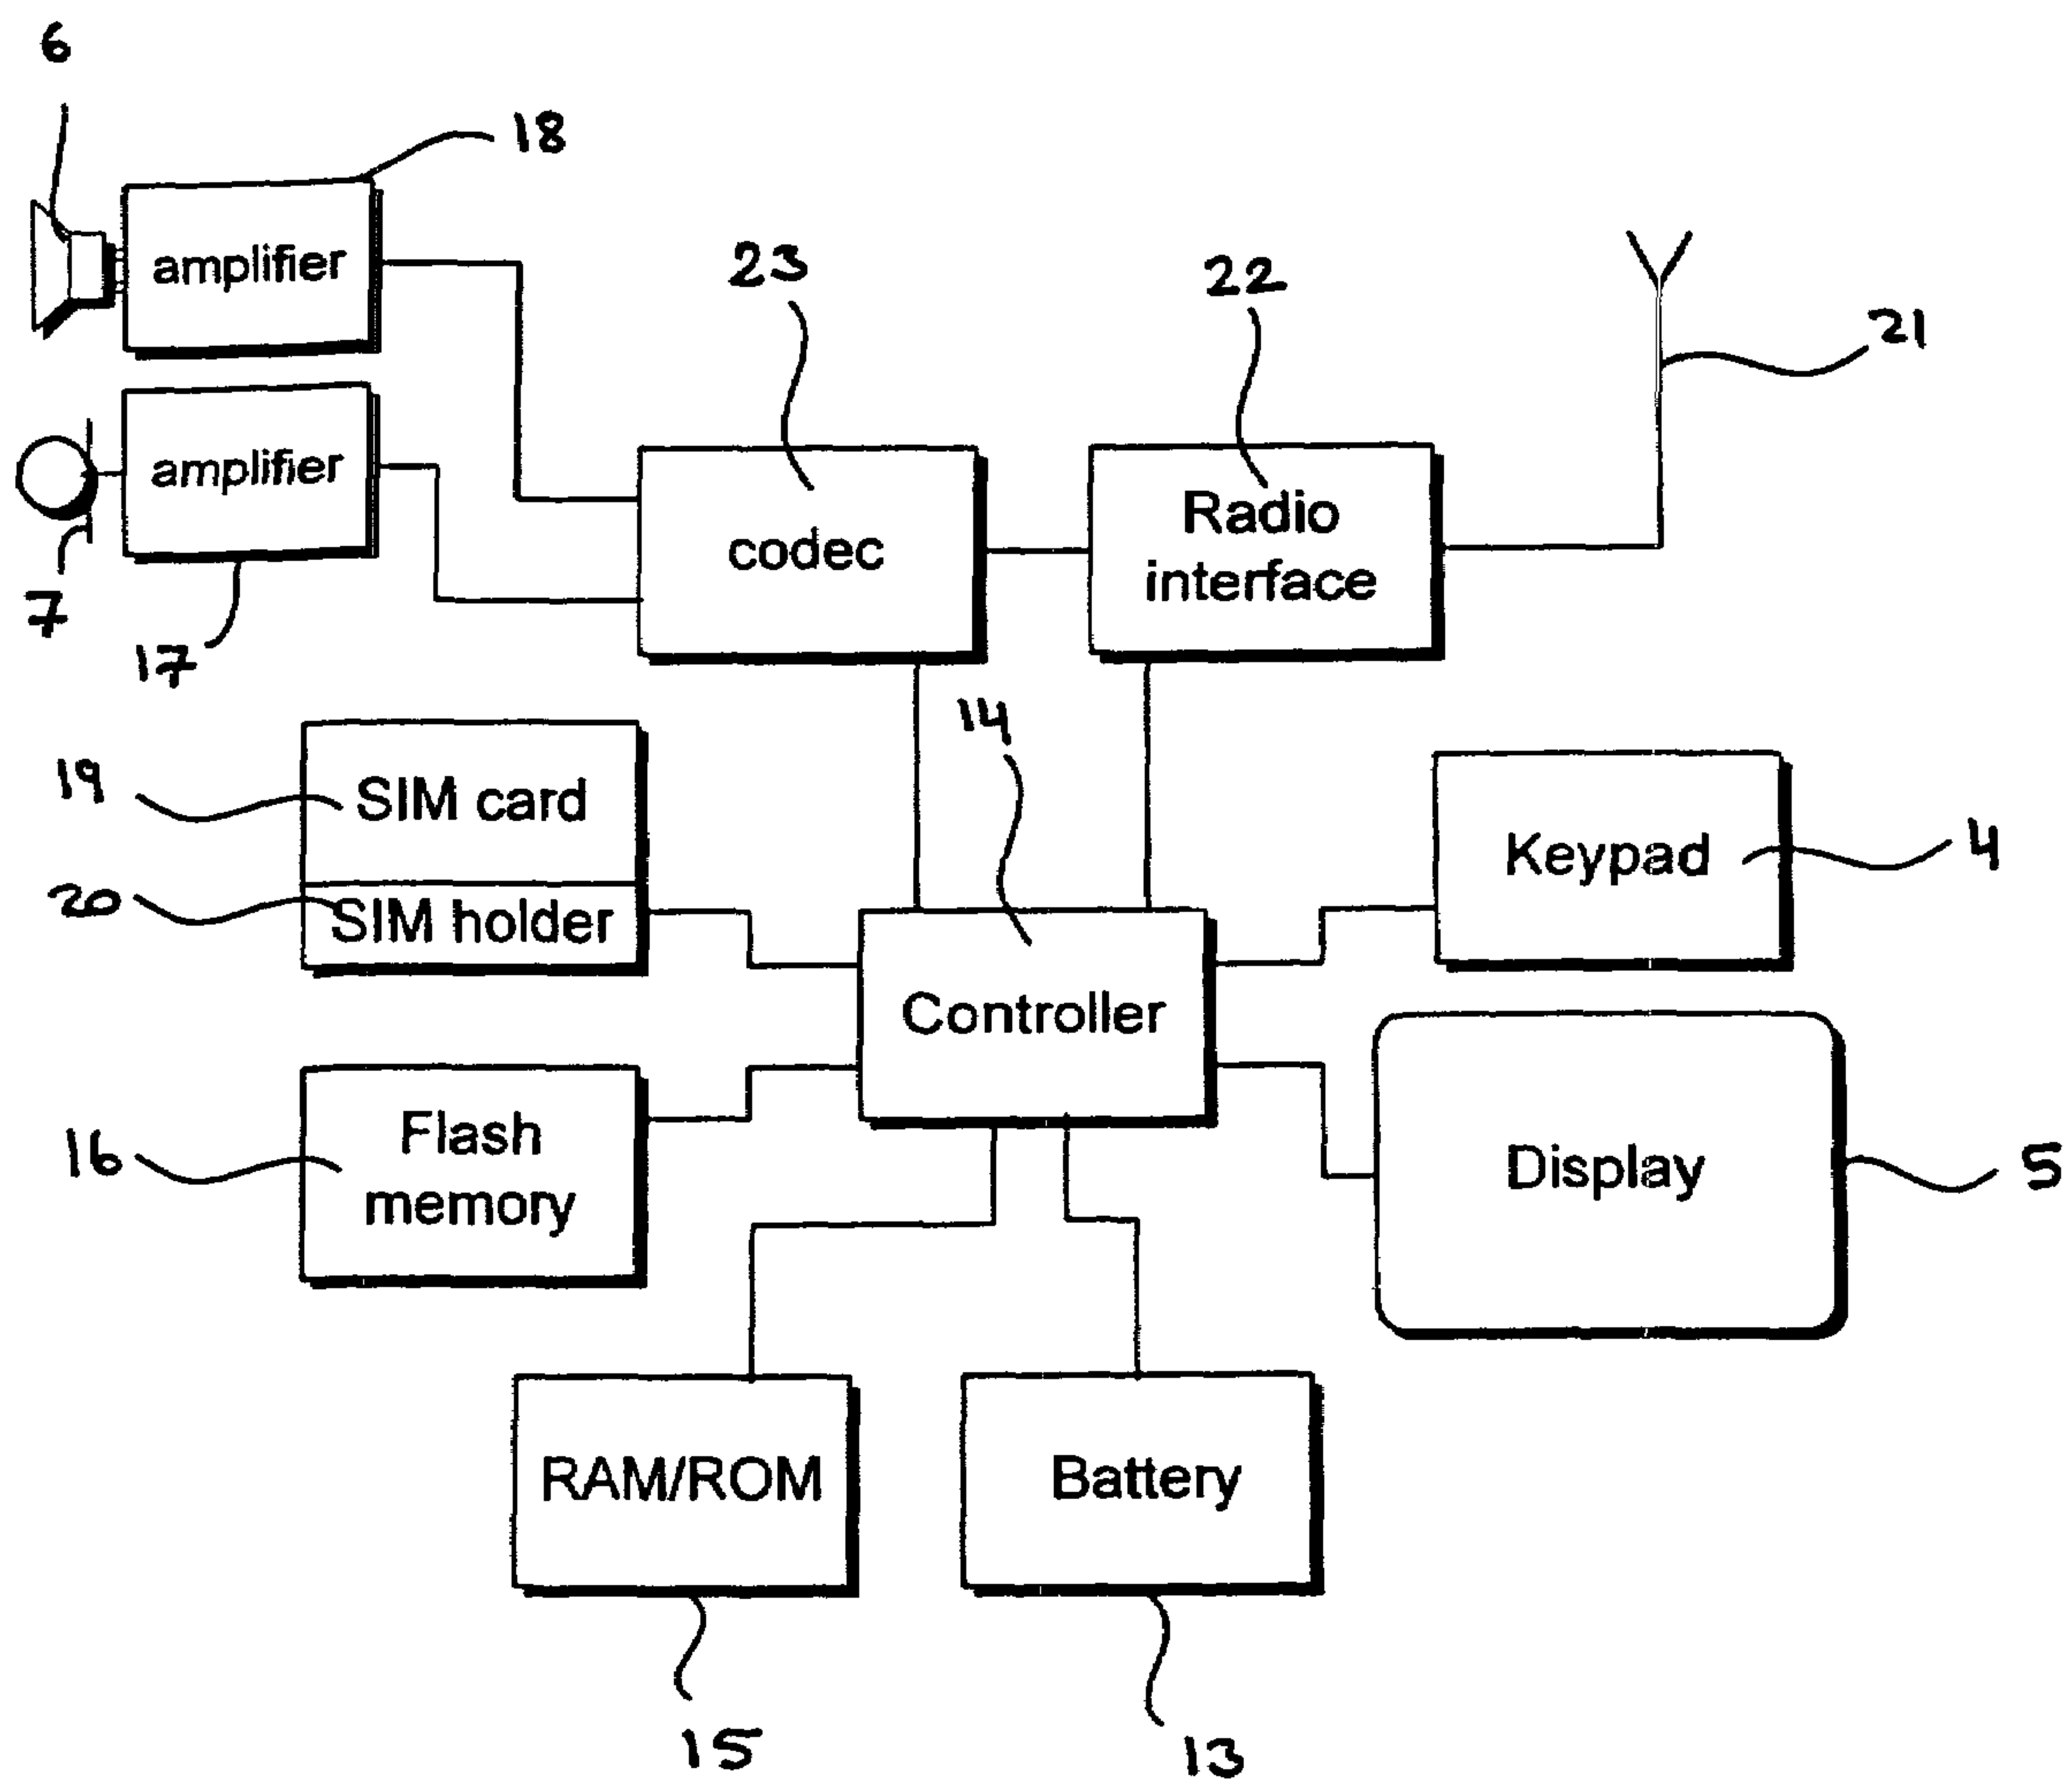 6
18
amplifier
23
22
21
amplifier
Radio
interface
codec
7
17
14
19
SIM card
Keypad
4
20
SIM holder
Controller
Flash
memory
16
Display
5
RAM/ROM
Battery
15
13